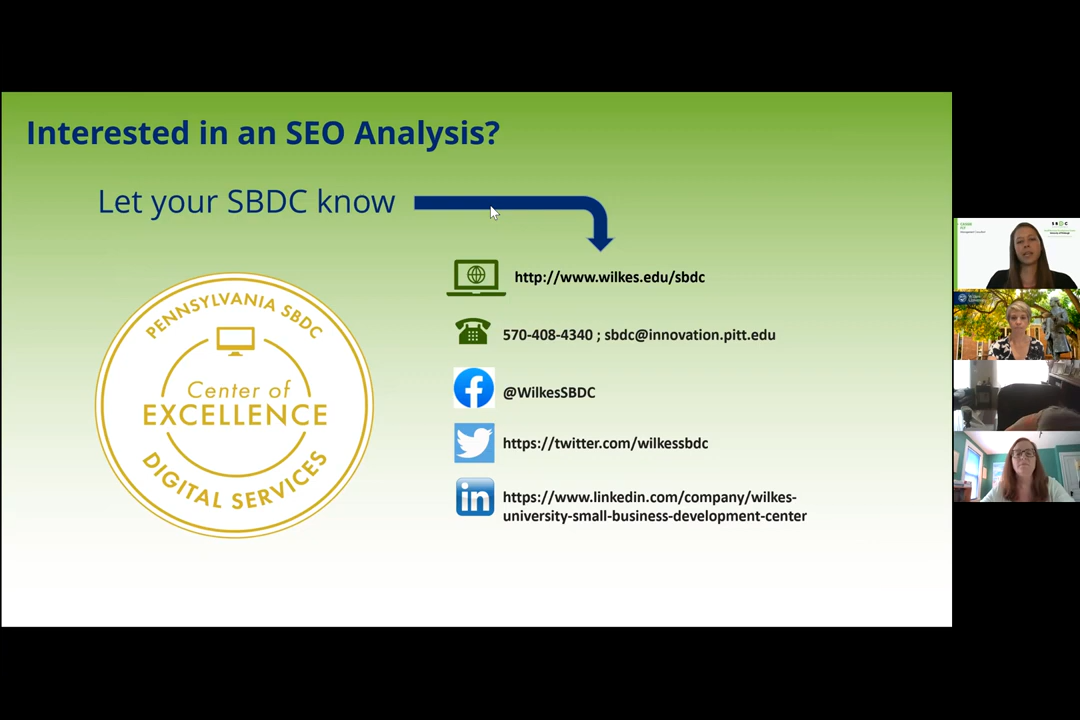 Interested in an SEO Analysis?
Let your SBDC know
http://www.wilkes.edu/sbdc
570-408-4340 ; sbdc@innovation.pitt.edu
@WilkesSBDC
https://twitter.com/wilkessbdc
https://www.linkedin.com/company/wilkes-
university-small-business-development-center
PENNSYLVANIA SBDC
Center of
EXCELLENCE
DIGITAL SERVICES